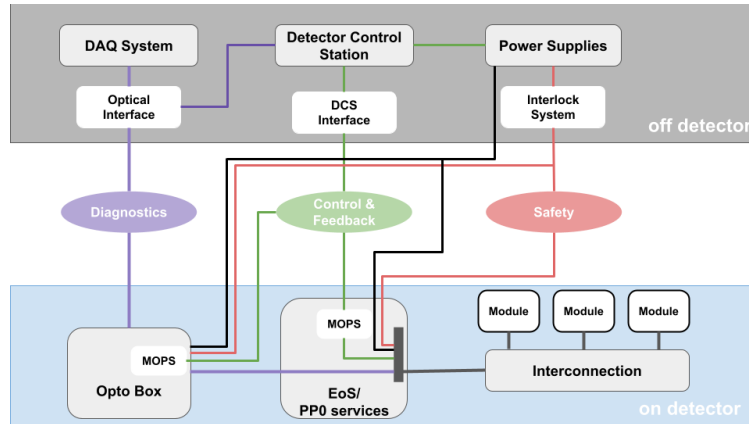 DAQ System
Detector Control
Station
Power Supplies
Optical
Interface
DCS
Interface
Interlock
System
off detector
Diagnostics
Control &
Feedback
Safety
Module
Module
Module
MOPS
MOPS
Opto Box
EoS/
PP0 services
Interconnection
on detector